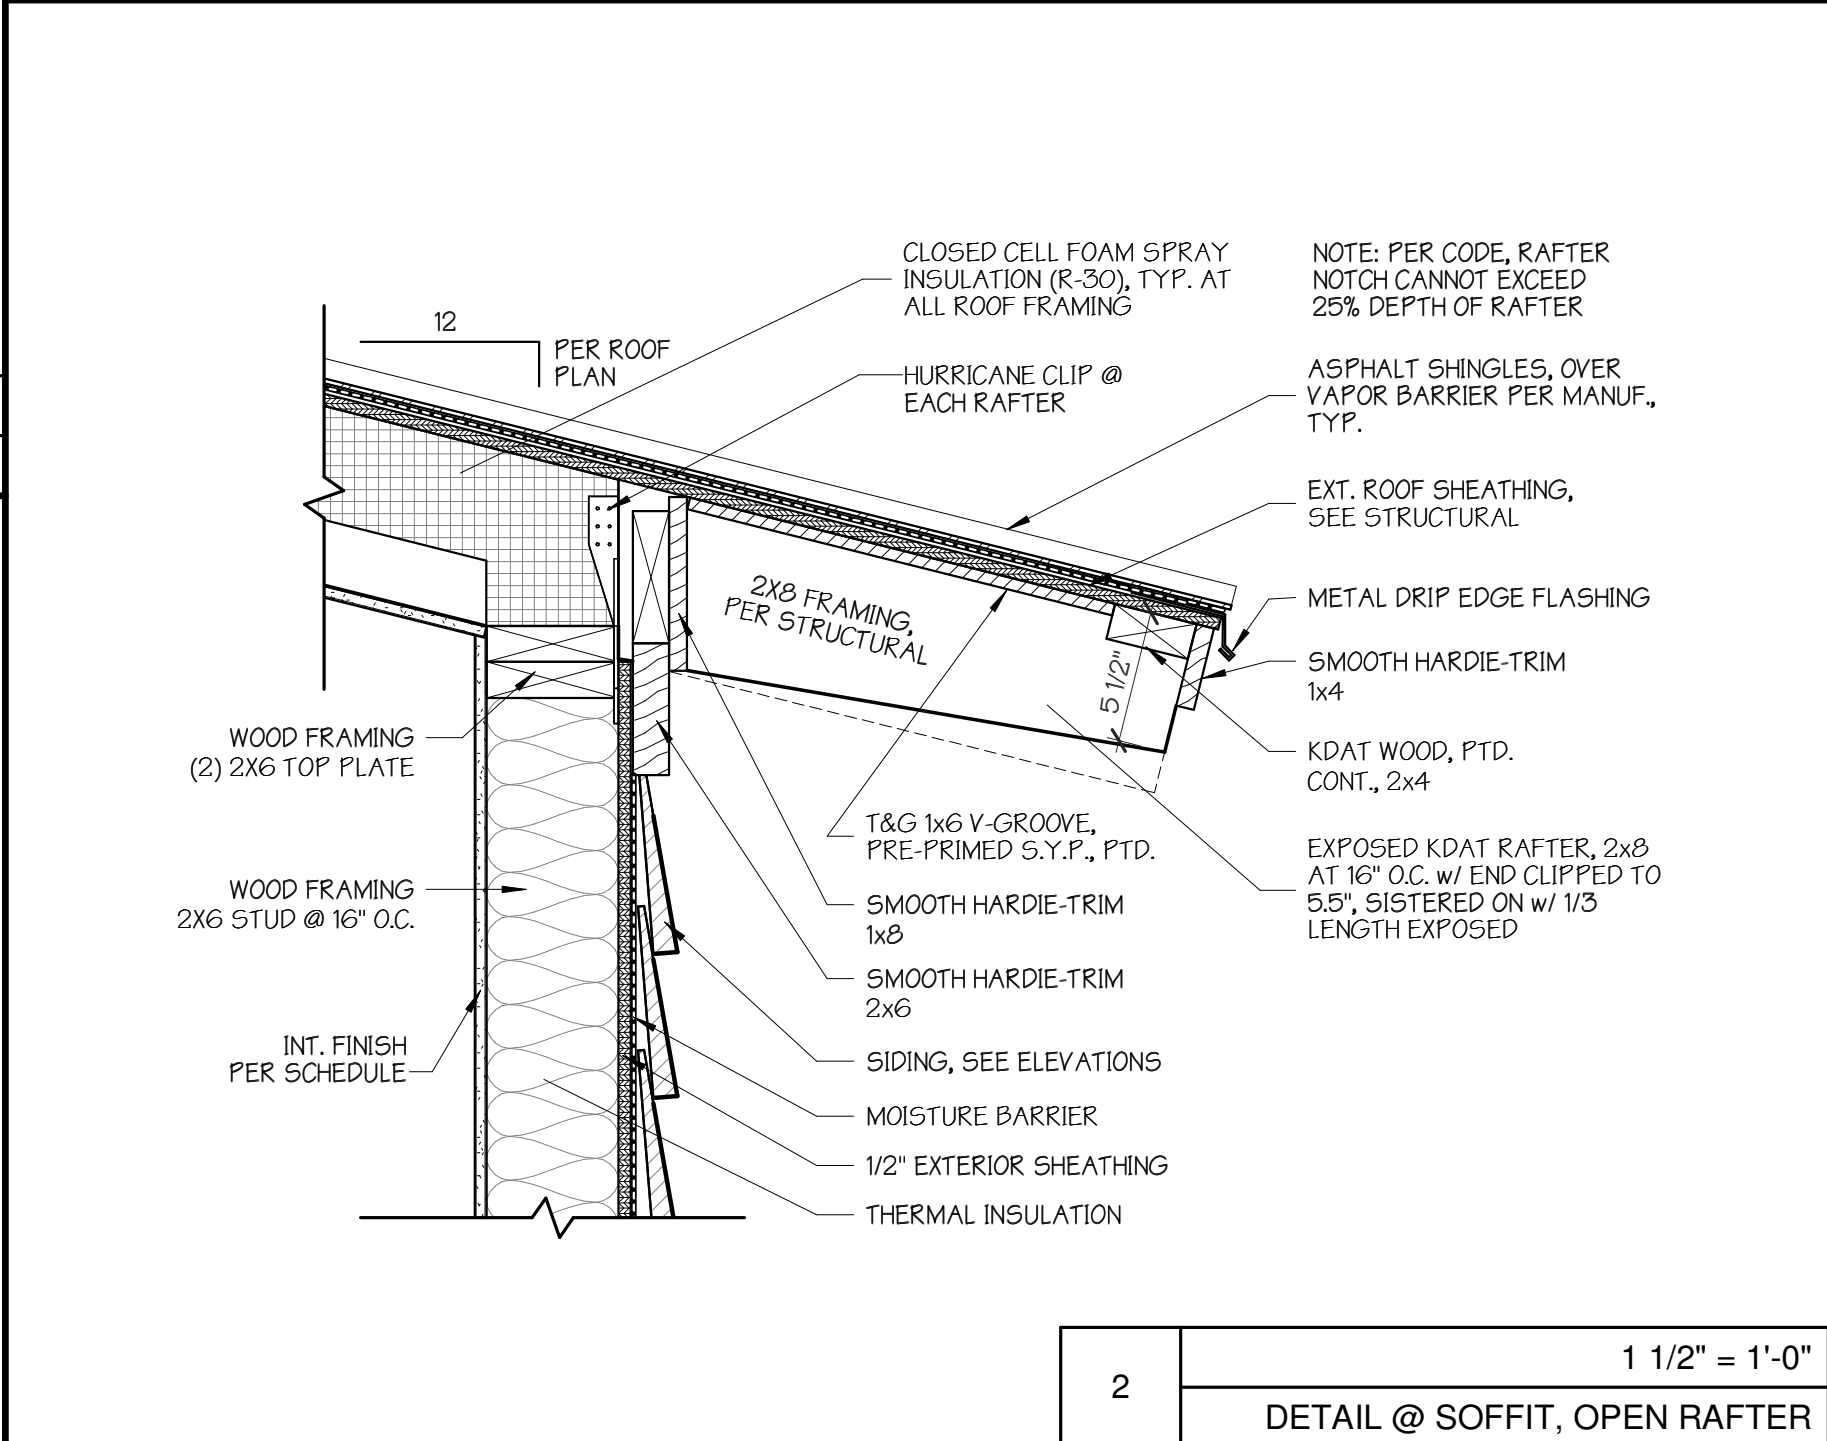 CLOSED CELL FOAM SPRAY
INSULATION (R-30), TYP. AT
ALL ROOF FRAMING
NOTE: PER CODE, RAFTER
NOTCH CANNOT EXCEED
25% DEPTH OF RAFTER
12
PER ROOF
PLAN
HURRICANE CLIP @
EACH RAFTER
ASPHALT SHINGLES, OVER
VAPOR BARRIER PER MANUF.,
TYP.
EXT. ROOF SHEATHING,
SEE STRUCTURAL
2X8 FRAMING,
PER STRUCTURAL
METAL DRIP EDGE FLASHING
SMOOTH HARDIE-TRIM
1x4
5 1/2"
KDAT WOOD, PTD.
CONT., 2x4
WOOD FRAMING
(2) 2X6 TOP PLATE
T&G 1x6 V-GROOVE,
PRE-PRIMED S.Y.P., PTD.
EXPOSED KDAT RAFTER, 2x8
AT 16" O.C. w/ END CLIPPED TO
5.5", SISTERED ON w/ 1/3
LENGTH EXPOSED
WOOD FRAMING
2X6 STUD @ 16" O.C.
SMOOTH HARDIE-TRIM
1x8
SMOOTH HARDIE-TRIM
2x6
INT. FINISH
PER SCHEDULE
SIDING, SEE ELEVATIONS
MOISTURE BARRIER
1/2" EXTERIOR SHEATHING
THERMAL INSULATION
2
1 1/2" = 1'-0"
DETAIL @ SOFFIT, OPEN RAFTER